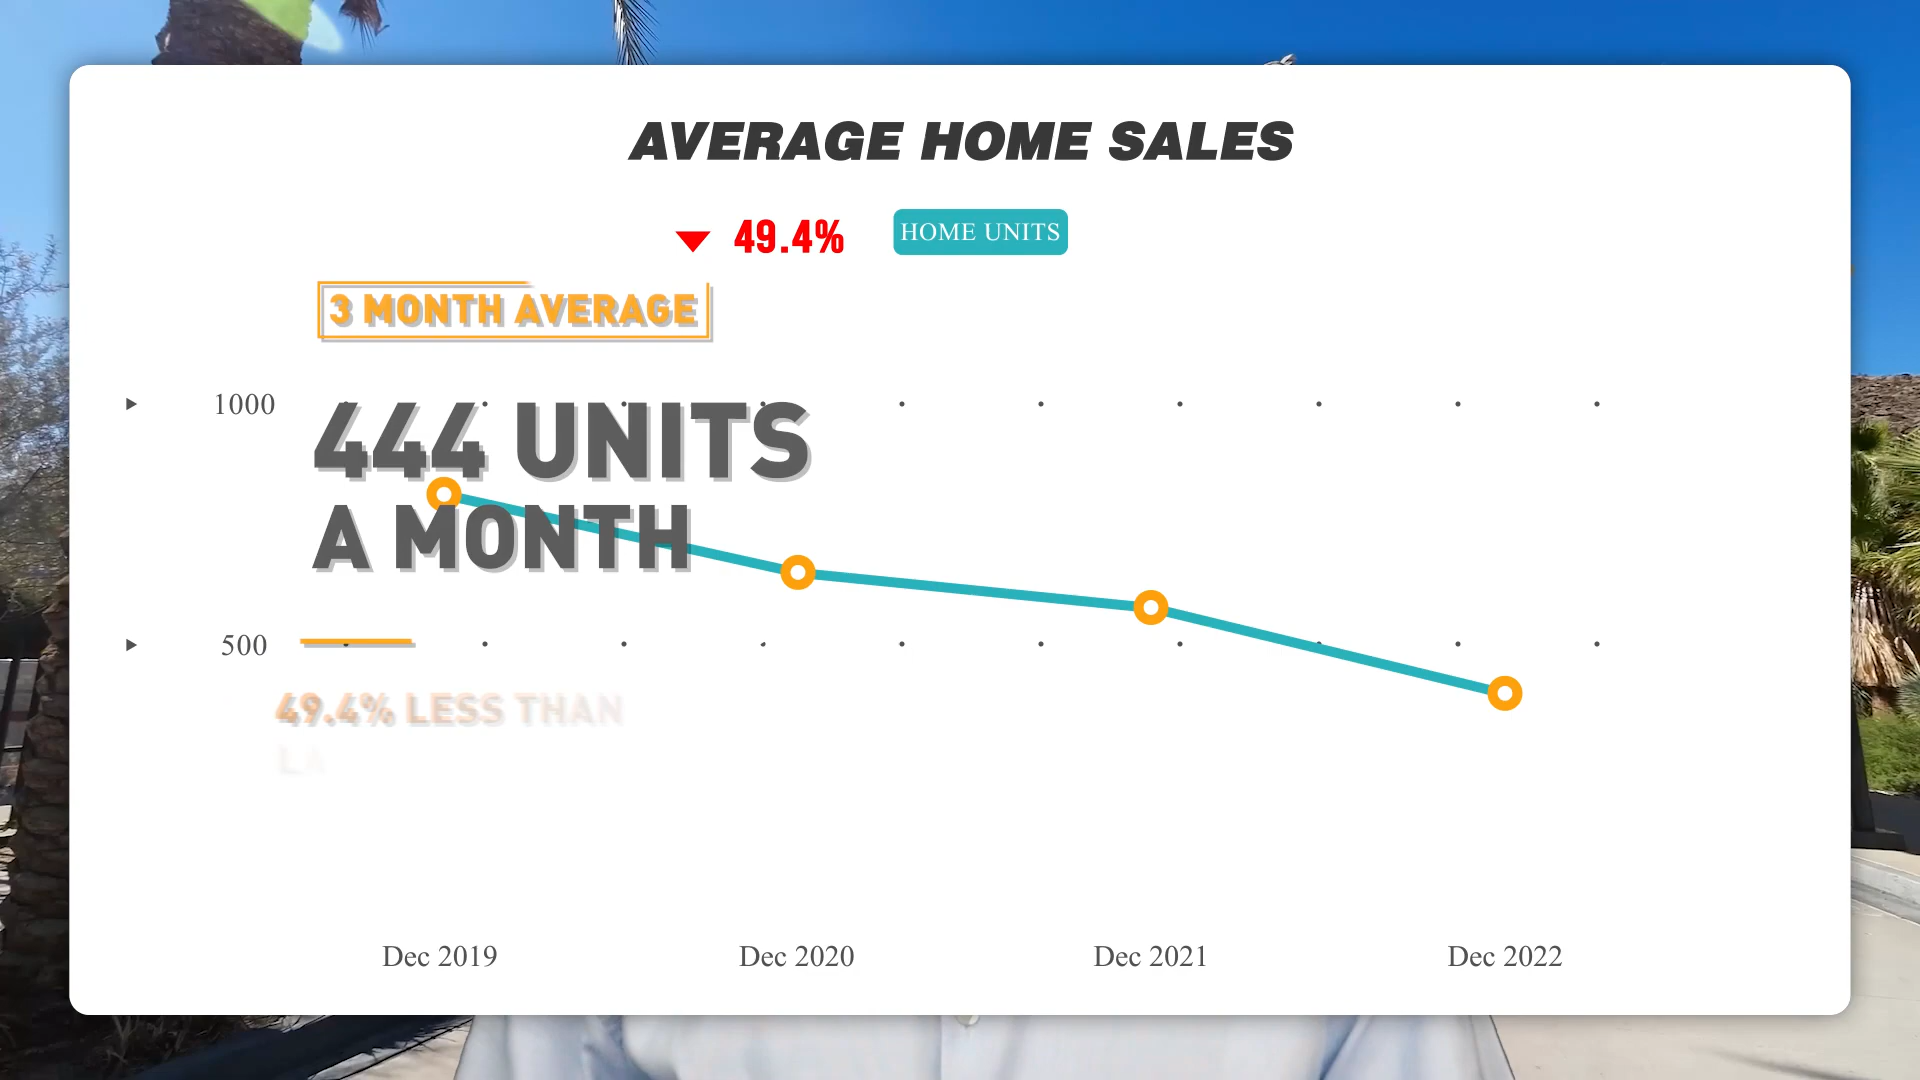 AVERAGE HOME SALES
49.4%
HOME UNITS
3 MONTH AVERAGE
1000
444 UNITS
A MONTH
500
49.4% LESS THAN
Dec 2019
Dec 2020
Dec 2021
Dec 2022